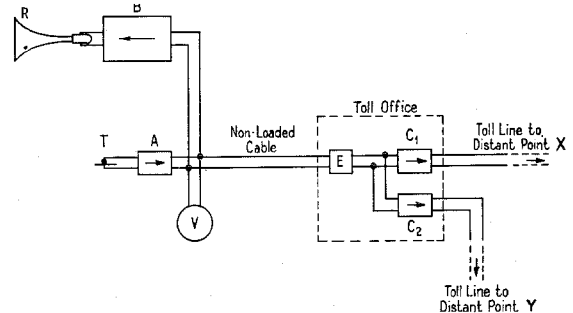 R
B
T
A
Non-Loaded
Cable
V
Toll Office
E
C1
C2
Toll Line to
Distant Point X
Toll Line to
Distant Point Y